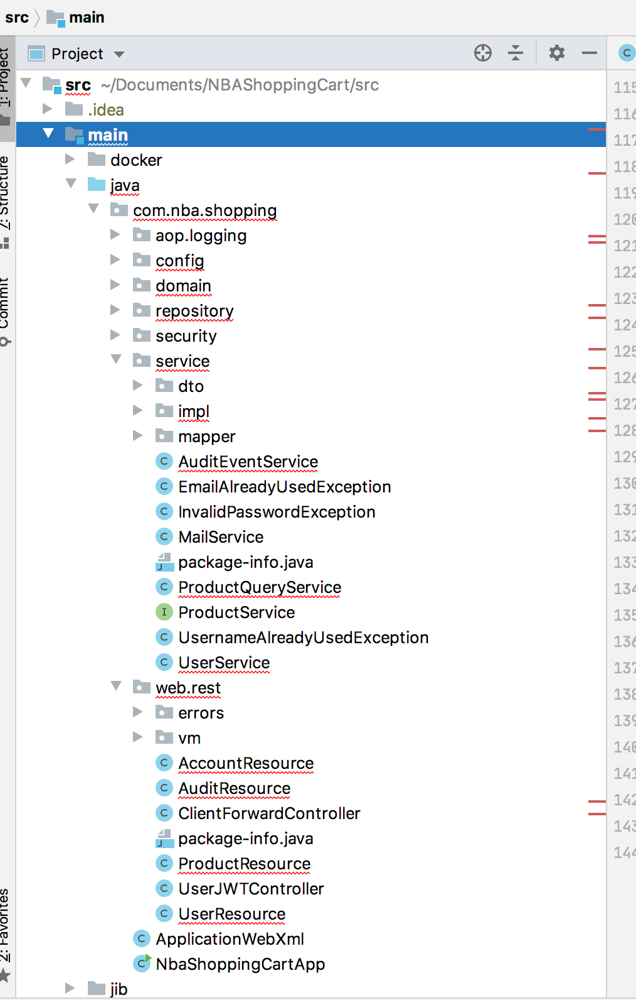 src main
Project
src ~/Documents/NBAShoppingCart/src
.idea
main
docker
java
com.nba.shopping
aop.logging
config
domain
repository
security
service
dto
impl
mapper
C AuditEventService
C EmailAlreadyUsedException
C InvalidPasswordException
C MailService
J package-info.java
C ProductQueryService
I ProductService
C UsernameAlreadyUsedException
C UserService
web.rest
errors
vm
C AccountResource
C AuditResource
C ClientForwardController
J package-info.java
C ProductResource
C UserJWTController
C UserResource
C ApplicationWebXml
C NbaShoppingCartApp
jib
1: Project
7: Structure
Commit
2: Favorites
C
115
116
117
118
119
120
121
122
123
124
125
126
127
128
129
130
131
132
133
134
135
136
137
138
139
140
141
142
143
144